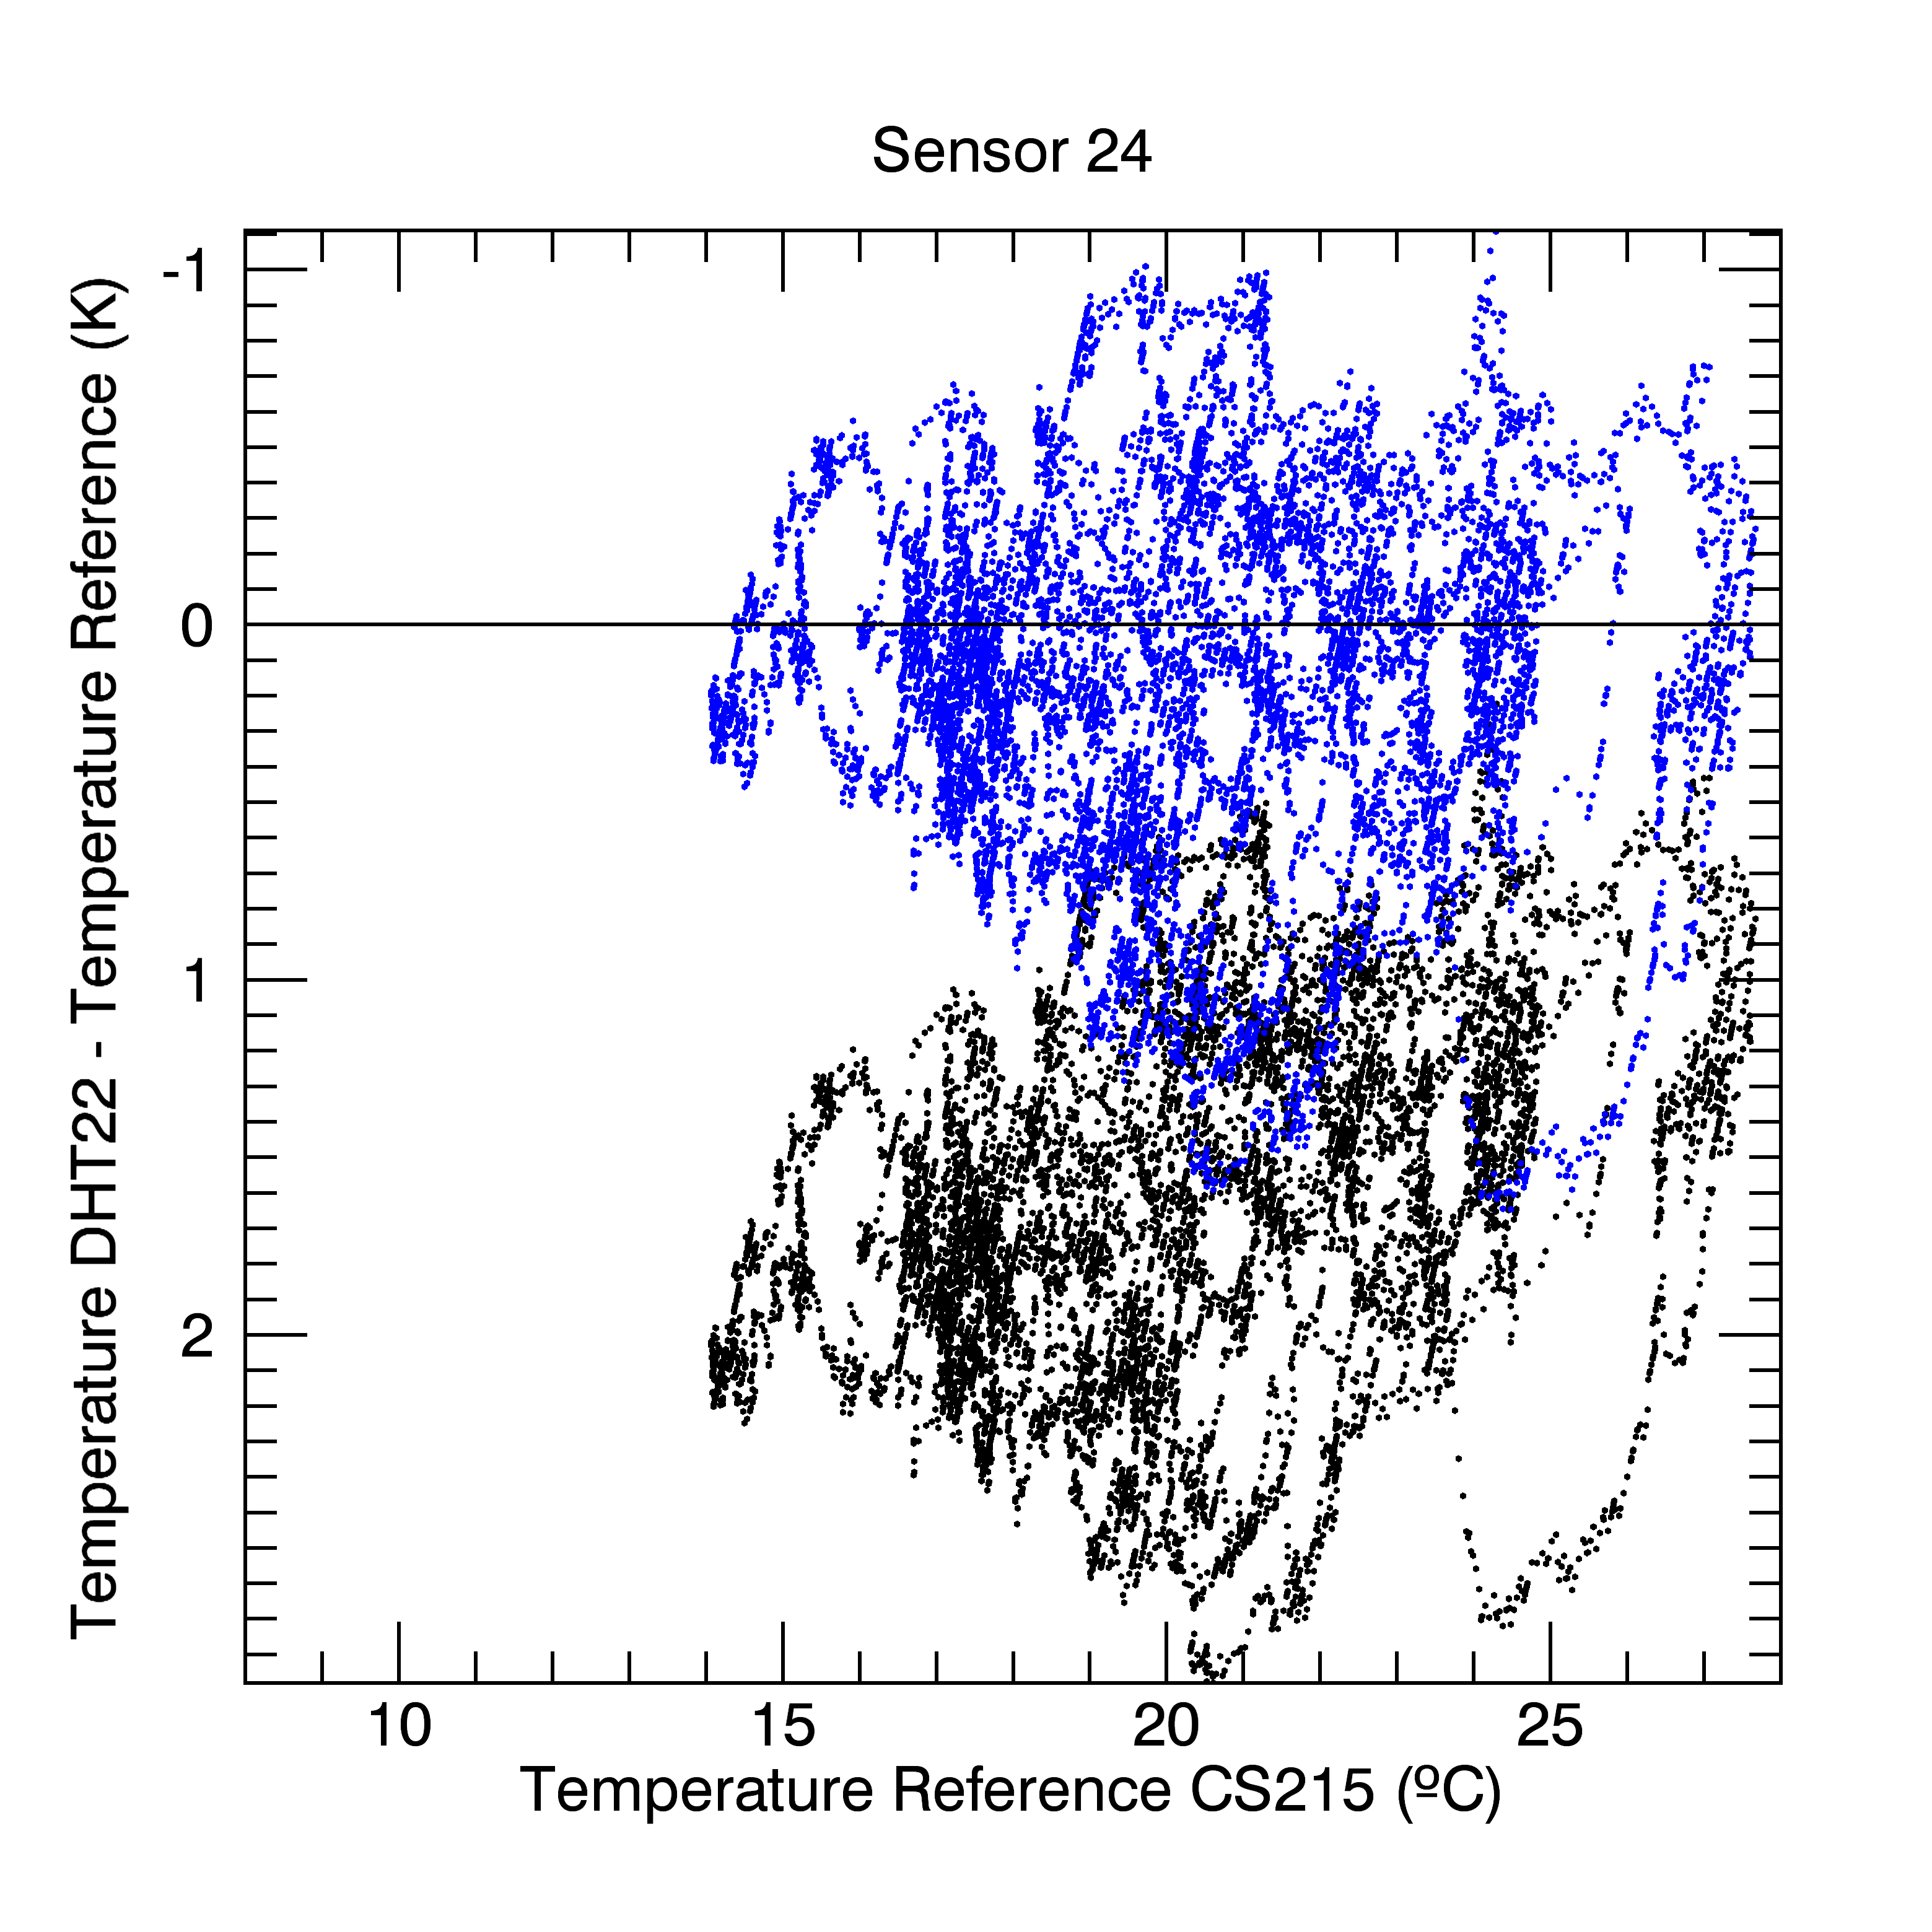 Sensor 24
Temperature DHT22 - Temperature Reference (K)
-1
0
1
2
10 15 20 25
Temperature Reference CS215 (ºC)